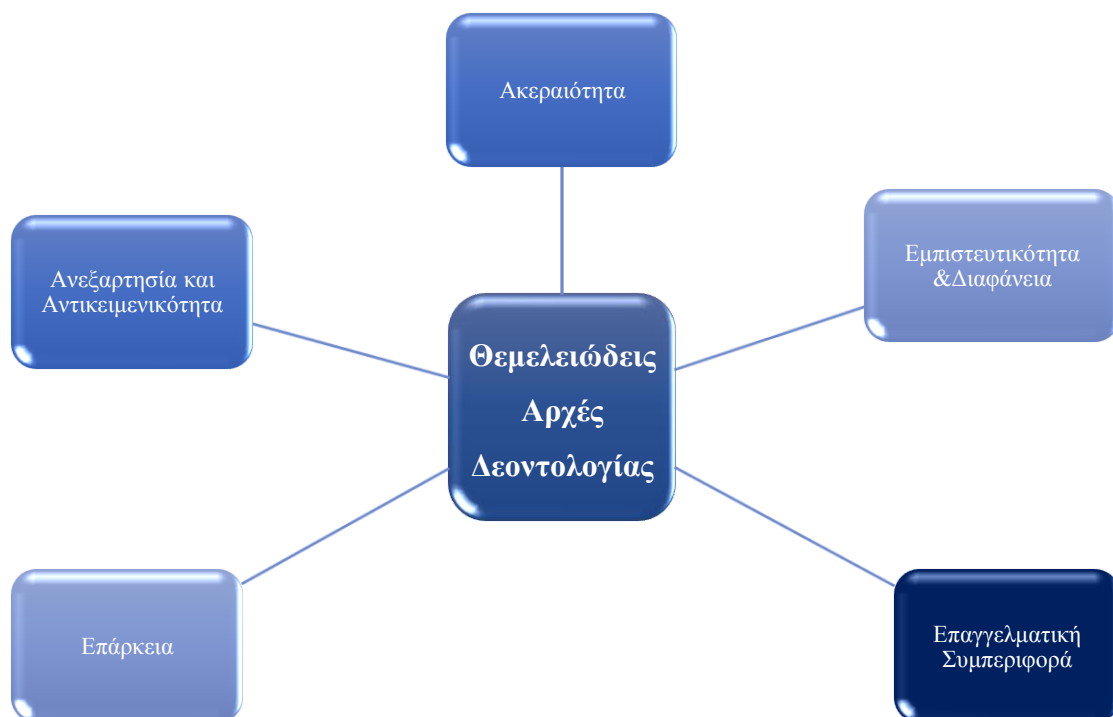 Ακεραιότητα
Εμπιστευτικότητα
&Διαφάνεια
Ανεξαρτησία και
Αντικειμενικότητα
Θεμελειώδεις
Αρχές
Δεοντολογίας
Επάρκεια
Επαγγελματική
Συμπεριφορά